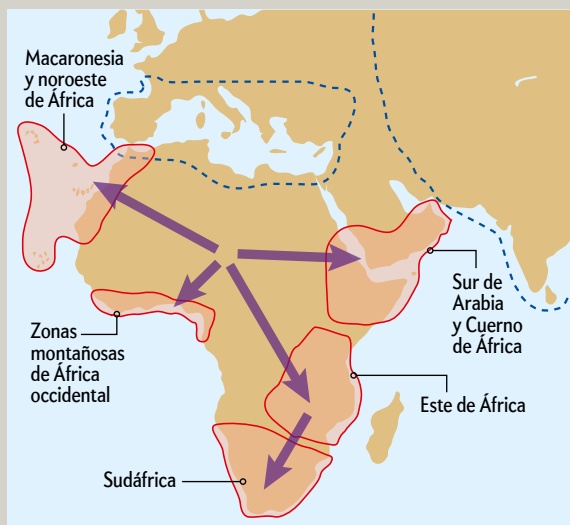 Macaronesia
y noroeste
de África
Sur de
Arabia
y Cuerno
de África
Zonas
montañosas
de África
occidental
Este de África
Sudáfrica